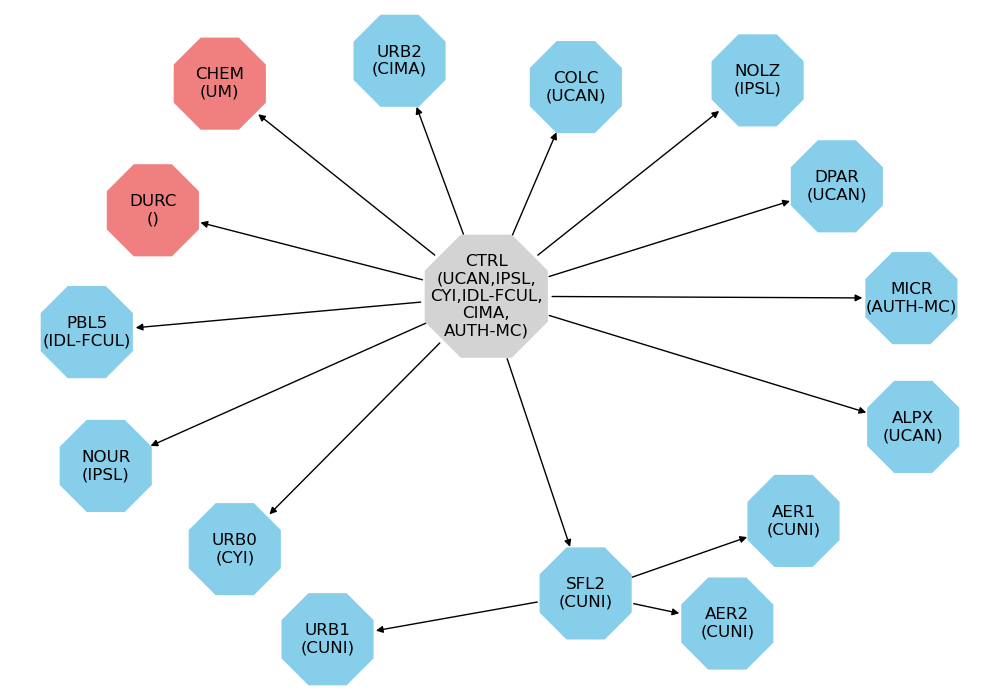 URB2
(CIMA)
CHEM
(UM)
COLC
(UCAN)
NOLZ
(IPSL)
DPAR
(UCAN)
DURC
()
CTRL
(UCAN,IPSL,
CYI,IDL-FCUL,
CIMA,
AUTH-MC)
MICR
(AUTH-MC)
PBL5
(IDL-FCUL)
ALPX
(UCAN)
NOUR
(IPSL)
AER1
(CUNI)
URB0
(CYI)
SFL2
(CUNI)
AER2
(CUNI)
URB1
(CUNI)